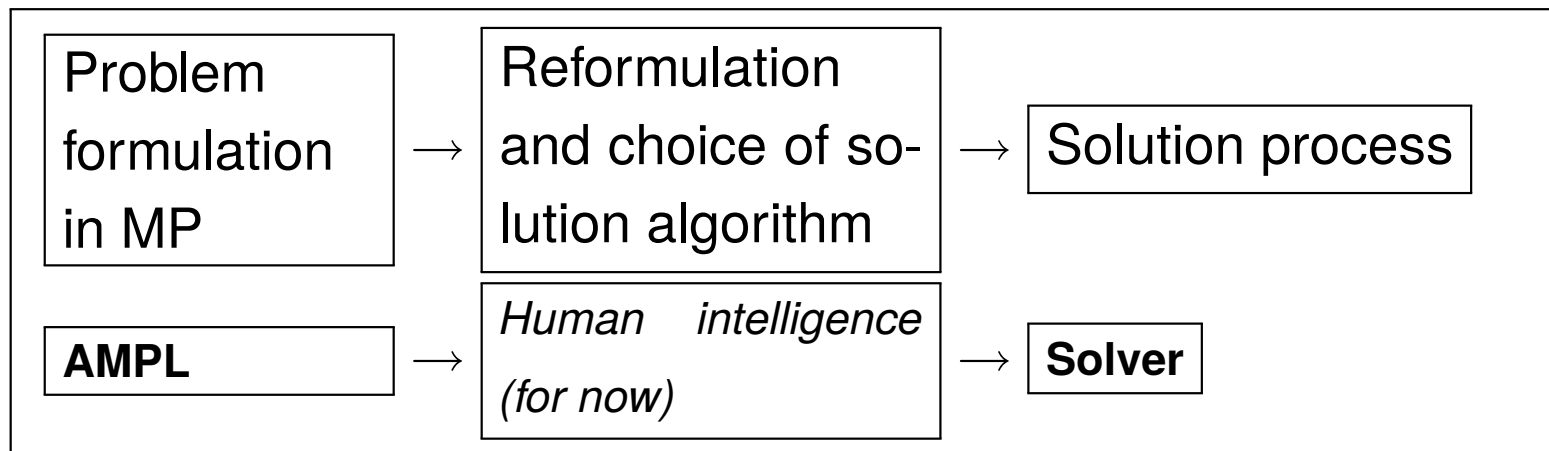 Problem
formulation
in MP
→
Reformulation
and choice of so-
lution algorithm
→
Solution process
AMPL
→
Human intelligence
(for now)
→
Solver